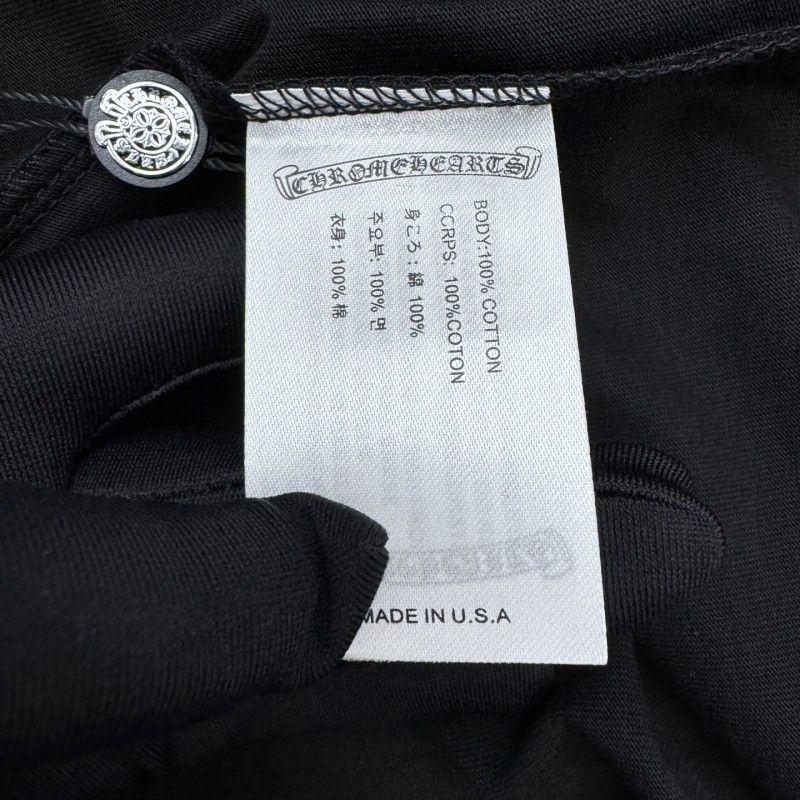 CHROMEHEARTS
BODY:100% COTTON
CCRPS: 100%COTON
身ころ : 綿 100%
주요부: 100% 면
衣身: 100% 棉
MADE IN U.S.A